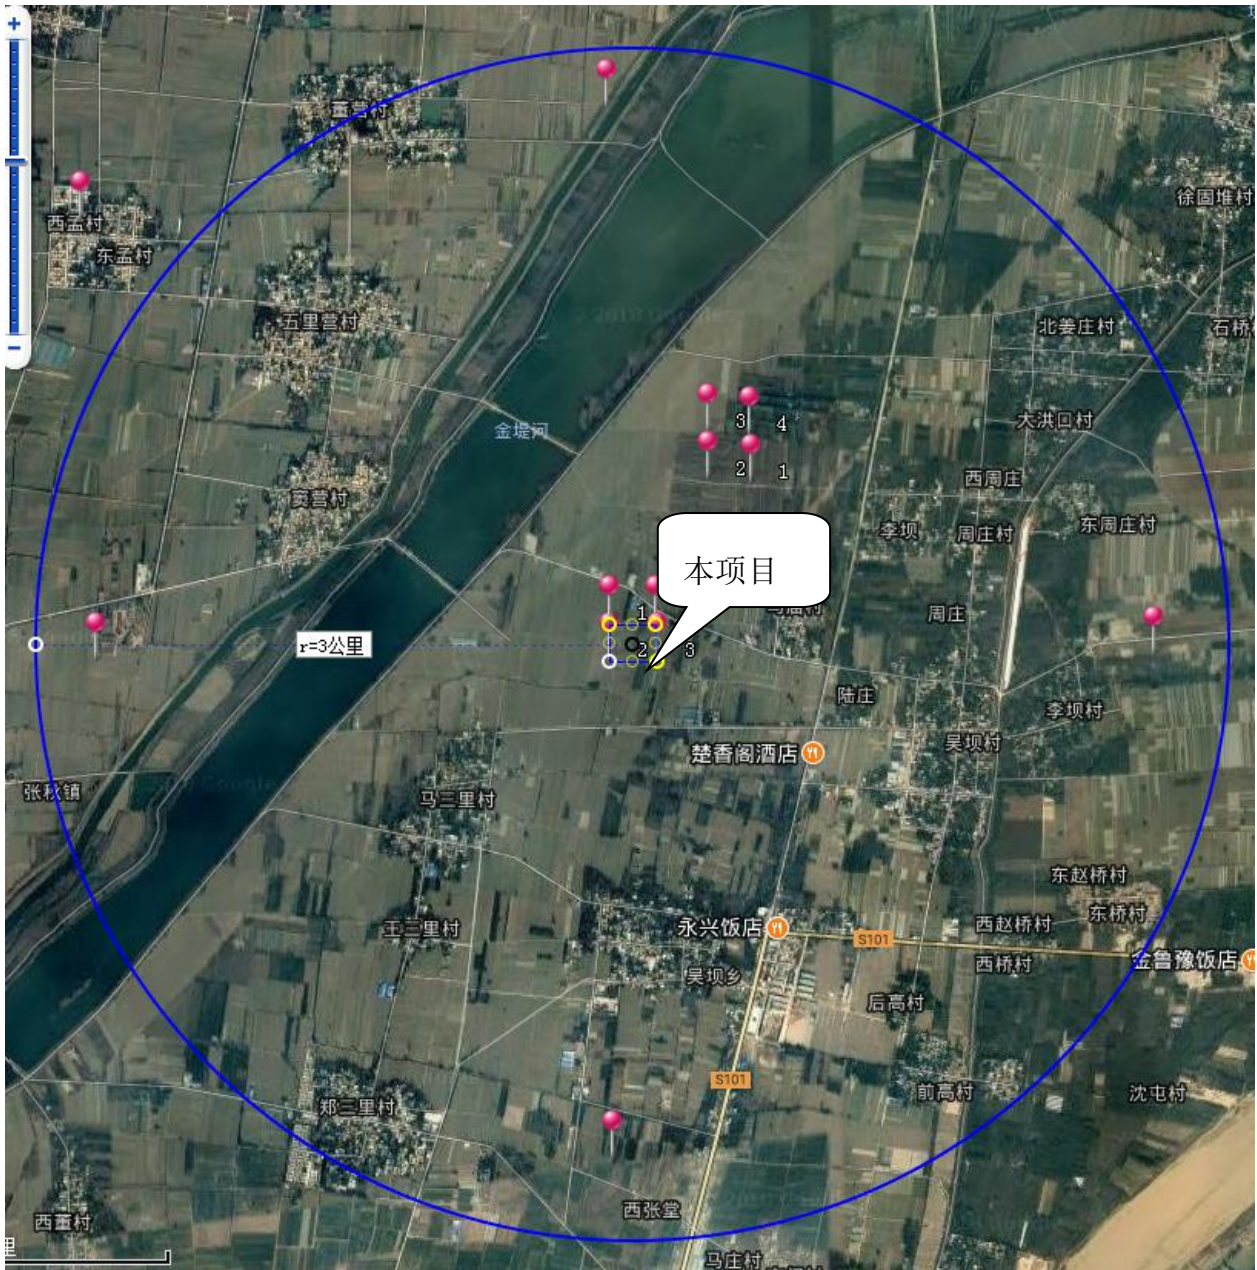 董营村
西孟村
徐固堆村
东孟村
五里营村
北姜庄村
石桥
3
4
大洪口村
金堤河
2
1
西周庄
窦营村
东周庄村
李坝
周庄村
本项目
1
周庄
r=3公里
2
3
陆庄
李坝村
吴坝村
楚香阁酒店
张秋镇
马三里村
东赵桥村
东桥村
王三里村
永兴饭店
S101
西赵桥村
西桥村
金鲁豫饭店
吴坝乡
后高村
S101
前高村
沈屯村
郑三里村
西张堂
西董村
里
马庄村